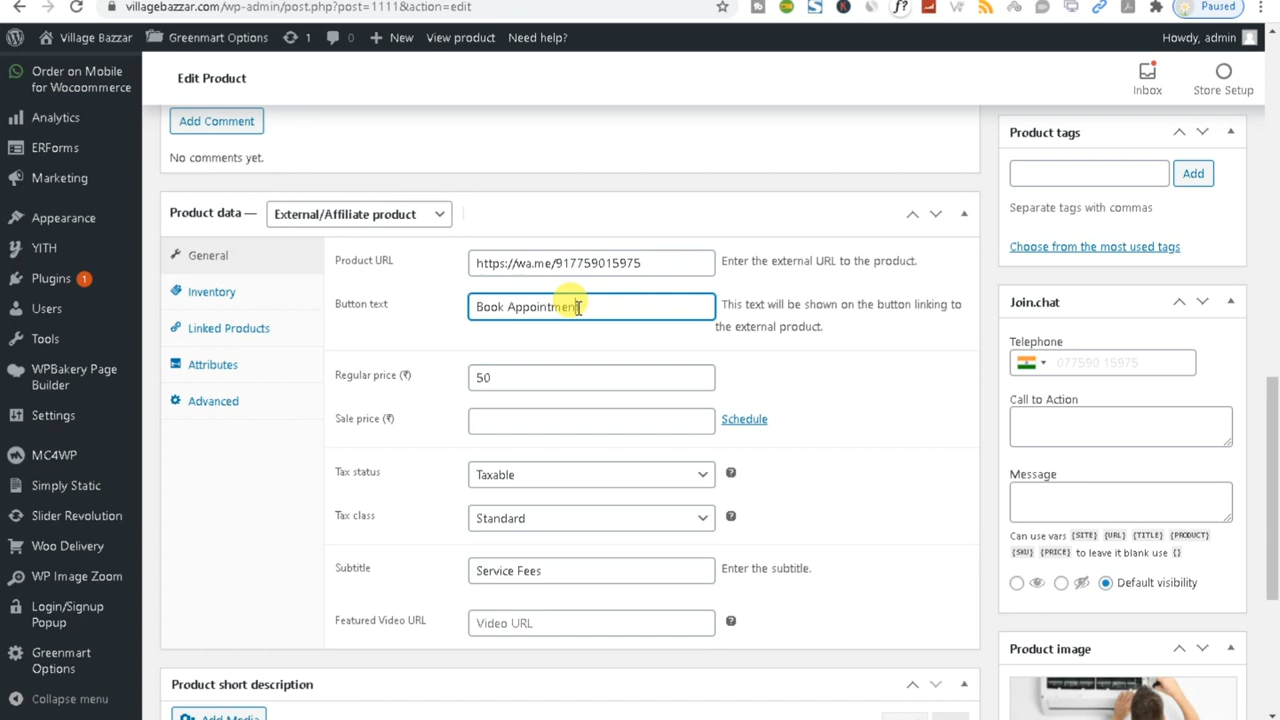 villagebazzar.com/wp-admin/post.php?post=1111&action=edit
Paused
Village Bazzar
Greenmart Options
1
0
New
View product
Need help?
Howdy, admin
Order on Mobile
for Wocoommerce
Analytics
ERForms
Marketing
Appearance
YITH
Plugins 1
Users
Tools
WPBakery Page
Builder
Settings
MC4WP
Simply Static
Slider Revolution
Woo Delivery
WP Image Zoom
Login/Signup
Popup
Greenmart
Options
Collapse menu
Edit Product
Inbox
Store Setup
Add Comment
No comments yet.
Product data — External/Affiliate product
General
Inventory
Linked Products
Attributes
Advanced
Product URL https://wa.me/917759015975 Enter the external URL to the product.
Button text Book Appointment This text will be shown on the button linking to
the external product.
Regular price (₹) 50
Sale price (₹) Schedule
Tax status Taxable
Tax class Standard
Subtitle Service Fees Enter the subtitle.
Featured Video URL Video URL
Product short description
Add Media
Product tags
Add
Separate tags with commas
Choose from the most used tags
Join.chat
Telephone
077590 15975
Call to Action
Message
Can use vars {SITE} {URL} {TITLE} {PRODUCT}
{SKU} {PRICE} to leave it blank use {}
Default visibility
Product image